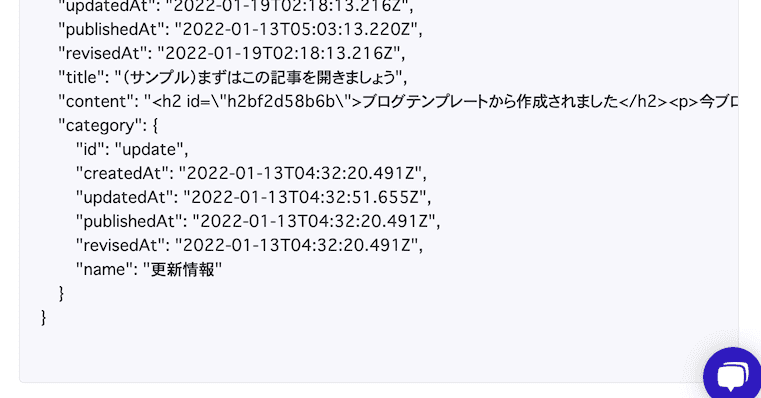 "updatedAt": "2022-01-19T02:18:13.216Z",
"publishedAt": "2022-01-13T05:03:13.220Z",
"revisedAt": "2022-01-19T02:18:13.216Z",
"title": "（サンプル）まずはこの記事を開きましょう",
"content": "<h2 id=\"h2bf2d58b6b\">ブログテンプレートから作成されました</h2><p>今ブロ
"category": {
"id": "update",
"createdAt": "2022-01-13T04:32:20.491Z",
"updatedAt": "2022-01-13T04:32:51.655Z",
"publishedAt": "2022-01-13T04:32:20.491Z",
"revisedAt": "2022-01-13T04:32:20.491Z",
"name": "更新情報"
}
}